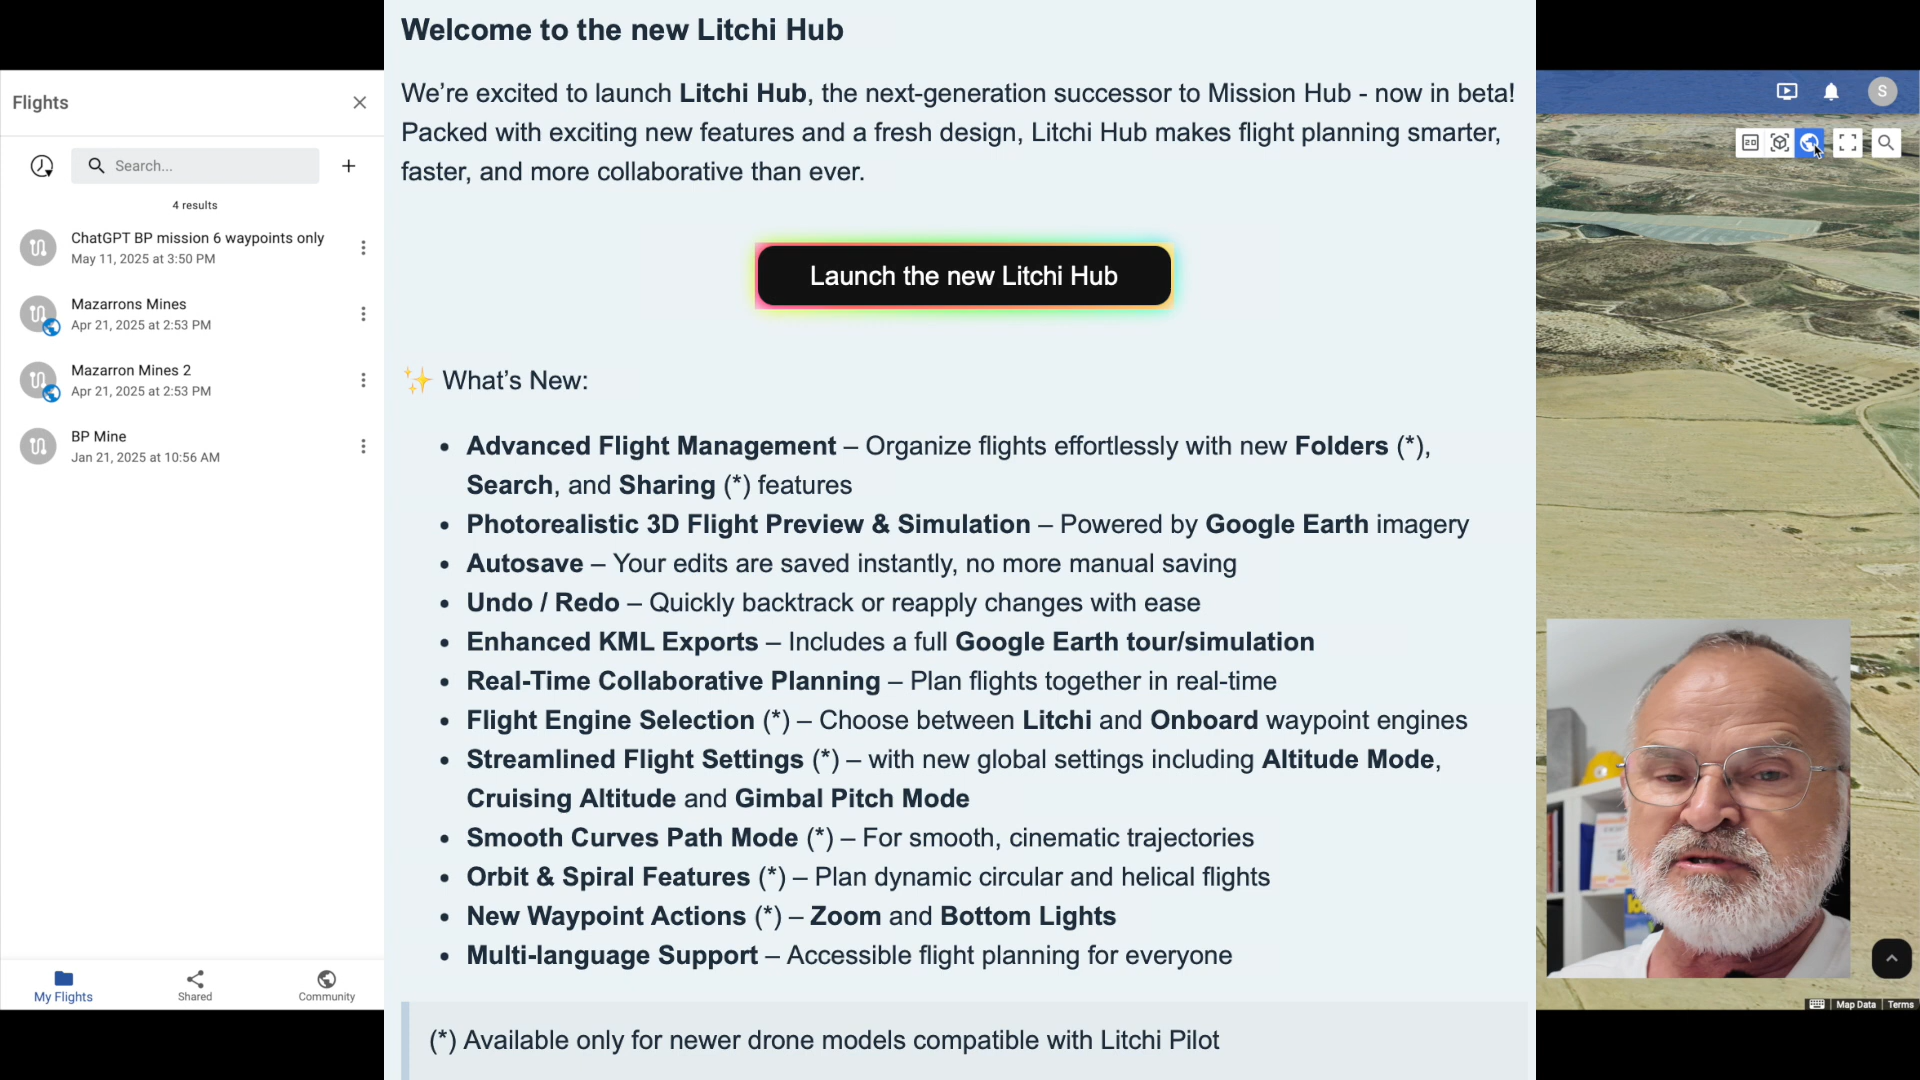 Flights
Search...
4 results
ChatGPT BP mission 6 waypoints only
May 11, 2025 at 3:50 PM
Mazarrons Mines
Apr 21, 2025 at 2:53 PM
Mazarron Mines 2
Apr 21, 2025 at 2:53 PM
BP Mine
Jan 21, 2025 at 10:56 AM
My Flights
Shared
Community
Welcome to the new Litchi Hub
We’re excited to launch Litchi Hub, the next-generation successor to Mission Hub - now in beta!
Packed with exciting new features and a fresh design, Litchi Hub makes flight planning smarter,
faster, and more collaborative than ever.
Launch the new Litchi Hub
✨ What’s New:
• Advanced Flight Management – Organize flights effortlessly with new Folders (*),
Search, and Sharing (*) features
• Photorealistic 3D Flight Preview & Simulation – Powered by Google Earth imagery
• Autosave – Your edits are saved instantly, no more manual saving
• Undo / Redo – Quickly backtrack or reapply changes with ease
• Enhanced KML Exports – Includes a full Google Earth tour/simulation
• Real-Time Collaborative Planning – Plan flights together in real-time
• Flight Engine Selection (*) – Choose between Litchi and Onboard waypoint engines
• Streamlined Flight Settings (*) – with new global settings including Altitude Mode,
Cruising Altitude and Gimbal Pitch Mode
• Smooth Curves Path Mode (*) – For smooth, cinematic trajectories
• Orbit & Spiral Features (*) – Plan dynamic circular and helical flights
• New Waypoint Actions (*) – Zoom and Bottom Lights
• Multi-language Support – Accessible flight planning for everyone
(*) Available only for newer drone models compatible with Litchi Pilot
S
2D
Map Data
Terms